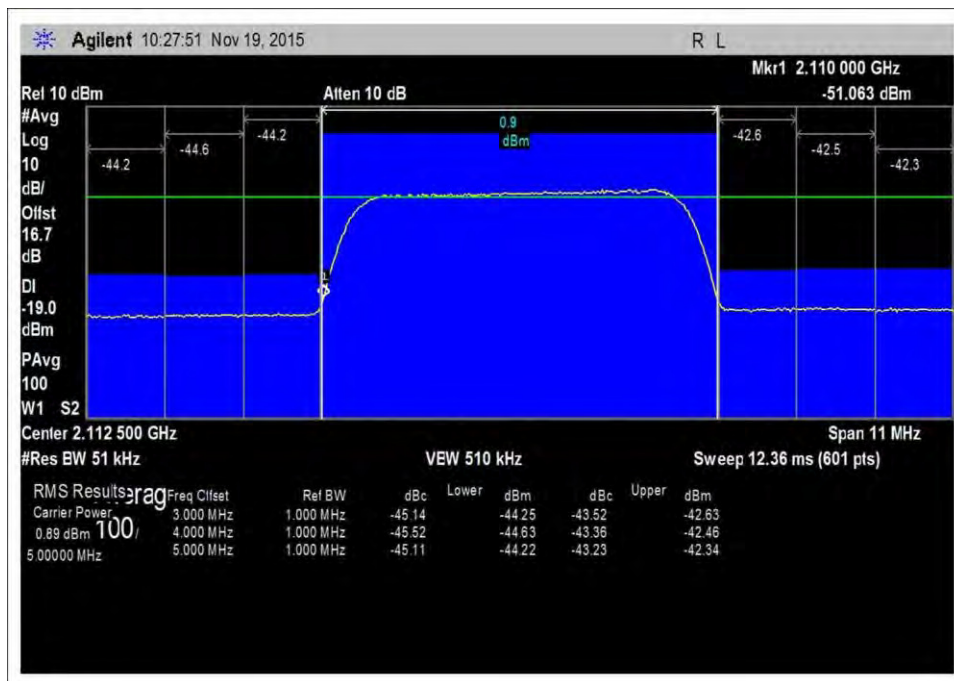 Agilent 10:27:51 Nov 19, 2015 R L
Mkr1 2.110 000 GHz
Ref 10 dBm Atten 10 dB -51.063 dBm
#Avg
Log
10
dB/
Offst
16.7
dB
DI
-19.0
dBm
PAvg
100
W1 S2
-44.2 -44.6 -44.2 0.9 dBm -42.6 -42.5 -42.3
1
Center 2.112 500 GHz Span 11 MHz
#Res BW 51 kHz VBW 510 kHz Sweep 12.36 ms (601 pts)
RMS Results Freq Offset Ref BW dBc Lower dBm dBc Upper dBm
Carrier Power 3.000 MHz 1.000 MHz -45.14 -44.25 -43.52 -42.63
0.89 dBm 100/ 4.000 MHz 1.000 MHz -45.52 -44.63 -43.36 -42.46
5.00000 MHz 5.000 MHz 1.000 MHz -45.11 -44.22 -43.23 -42.34